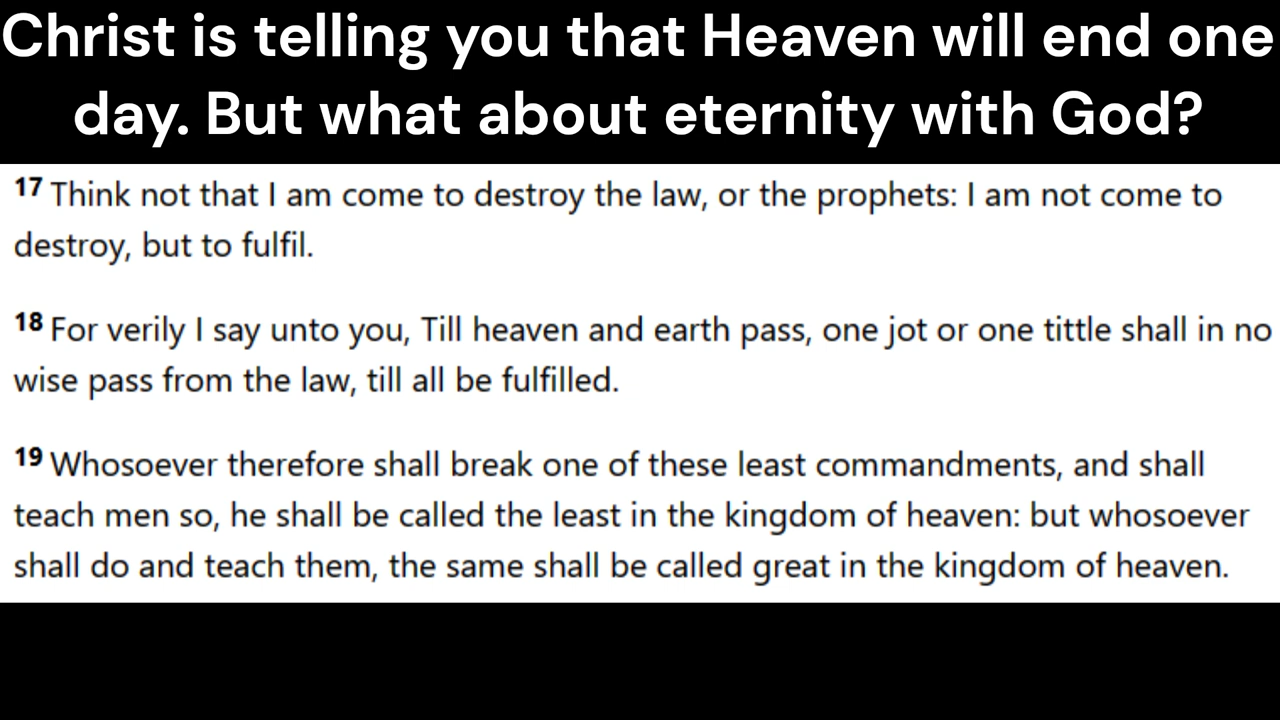 Christ is telling you that Heaven will end one
day. But what about eternity with God?
17 Think not that I am come to destroy the law, or the prophets: I am not come to
destroy, but to fulfil.
18 For verily I say unto you, Till heaven and earth pass, one jot or one tittle shall in no
wise pass from the law, till all be fulfilled.
19 Whosoever therefore shall break one of these least commandments, and shall
teach men so, he shall be called the least in the kingdom of heaven: but whosoever
shall do and teach them, the same shall be called great in the kingdom of heaven.